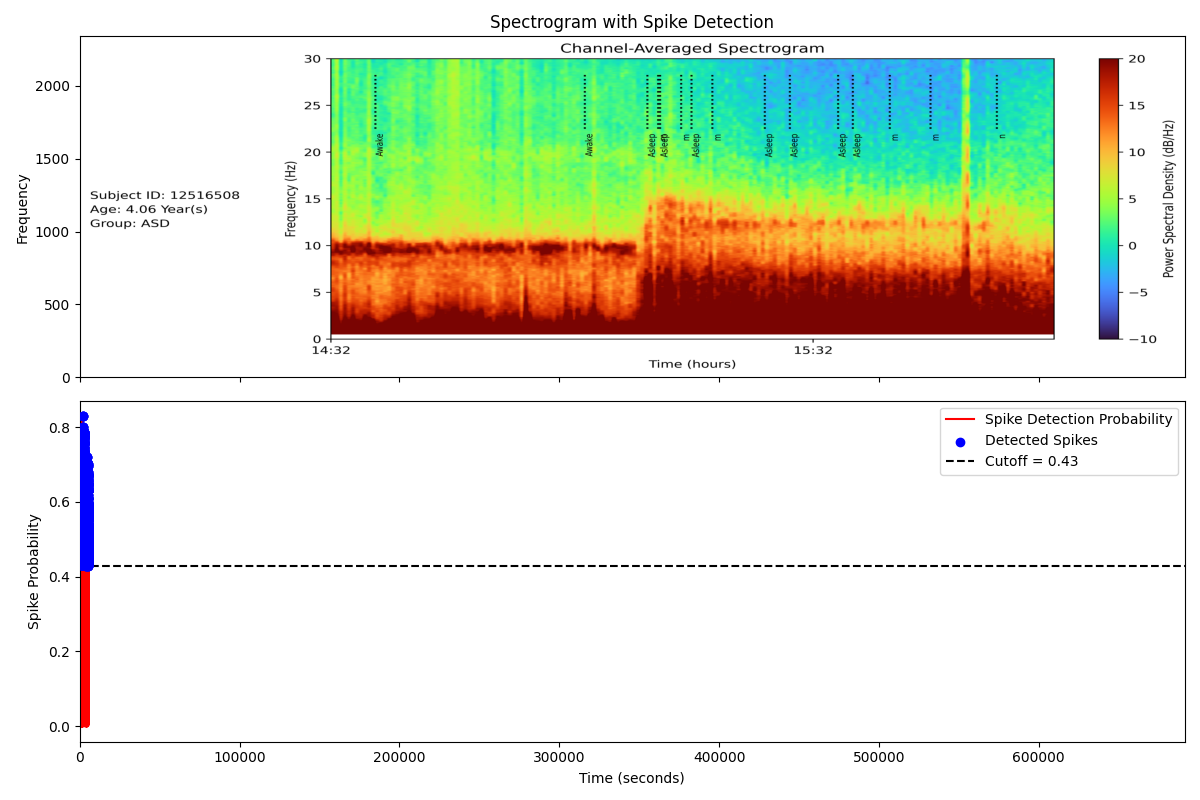 Spectrogram with Spike Detection
Channel-Averaged Spectrogram
Frequency
2000
1500
1000
500
0
Subject ID: 12516508
Age: 4.06 Year(s)
Group: ASD
Frequency (Hz)
30
25
20
15
10
5
0
Awake
Awake
Asleep
Asleep
m
Asleep
m
Asleep
Asleep
Asleep
Asleep
m
m
n
14:32
15:32
Time (hours)
20
15
10
5
0
−5
−10
Power Spectral Density (dB/Hz)
Spike Probability
0.8
0.6
0.4
0.2
0.0
Spike Detection Probability
Detected Spikes
Cutoff = 0.43
0 100000 200000 300000 400000 500000 600000
Time (seconds)